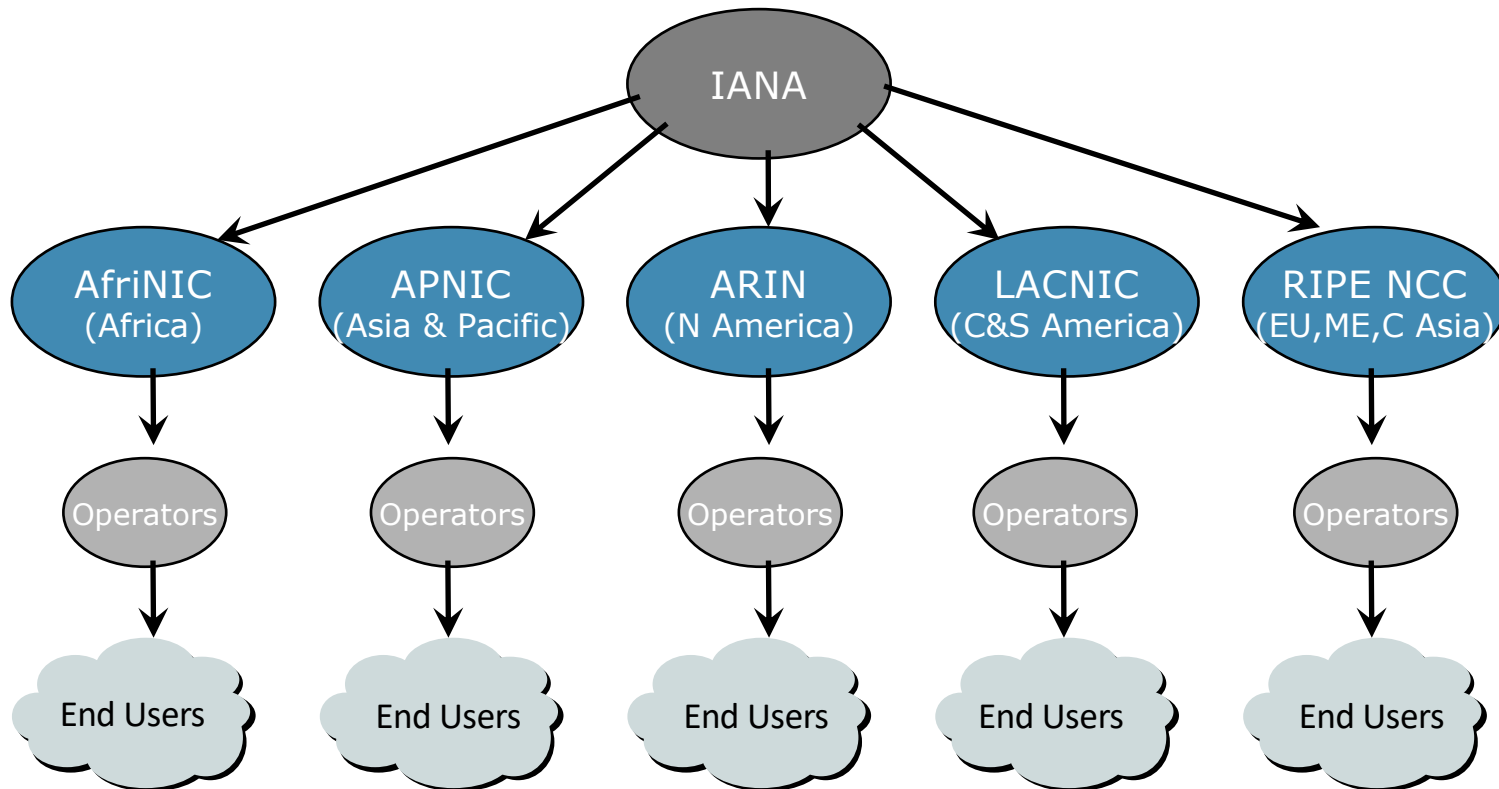 IANA
AfriNIC
(Africa)
APNIC
(Asia & Pacific)
ARIN
(N America)
LACNIC
(C&S America)
RIPE NCC
(EU,ME,C Asia)
Operators
Operators
Operators
Operators
Operators
End Users
End Users
End Users
End Users
End Users